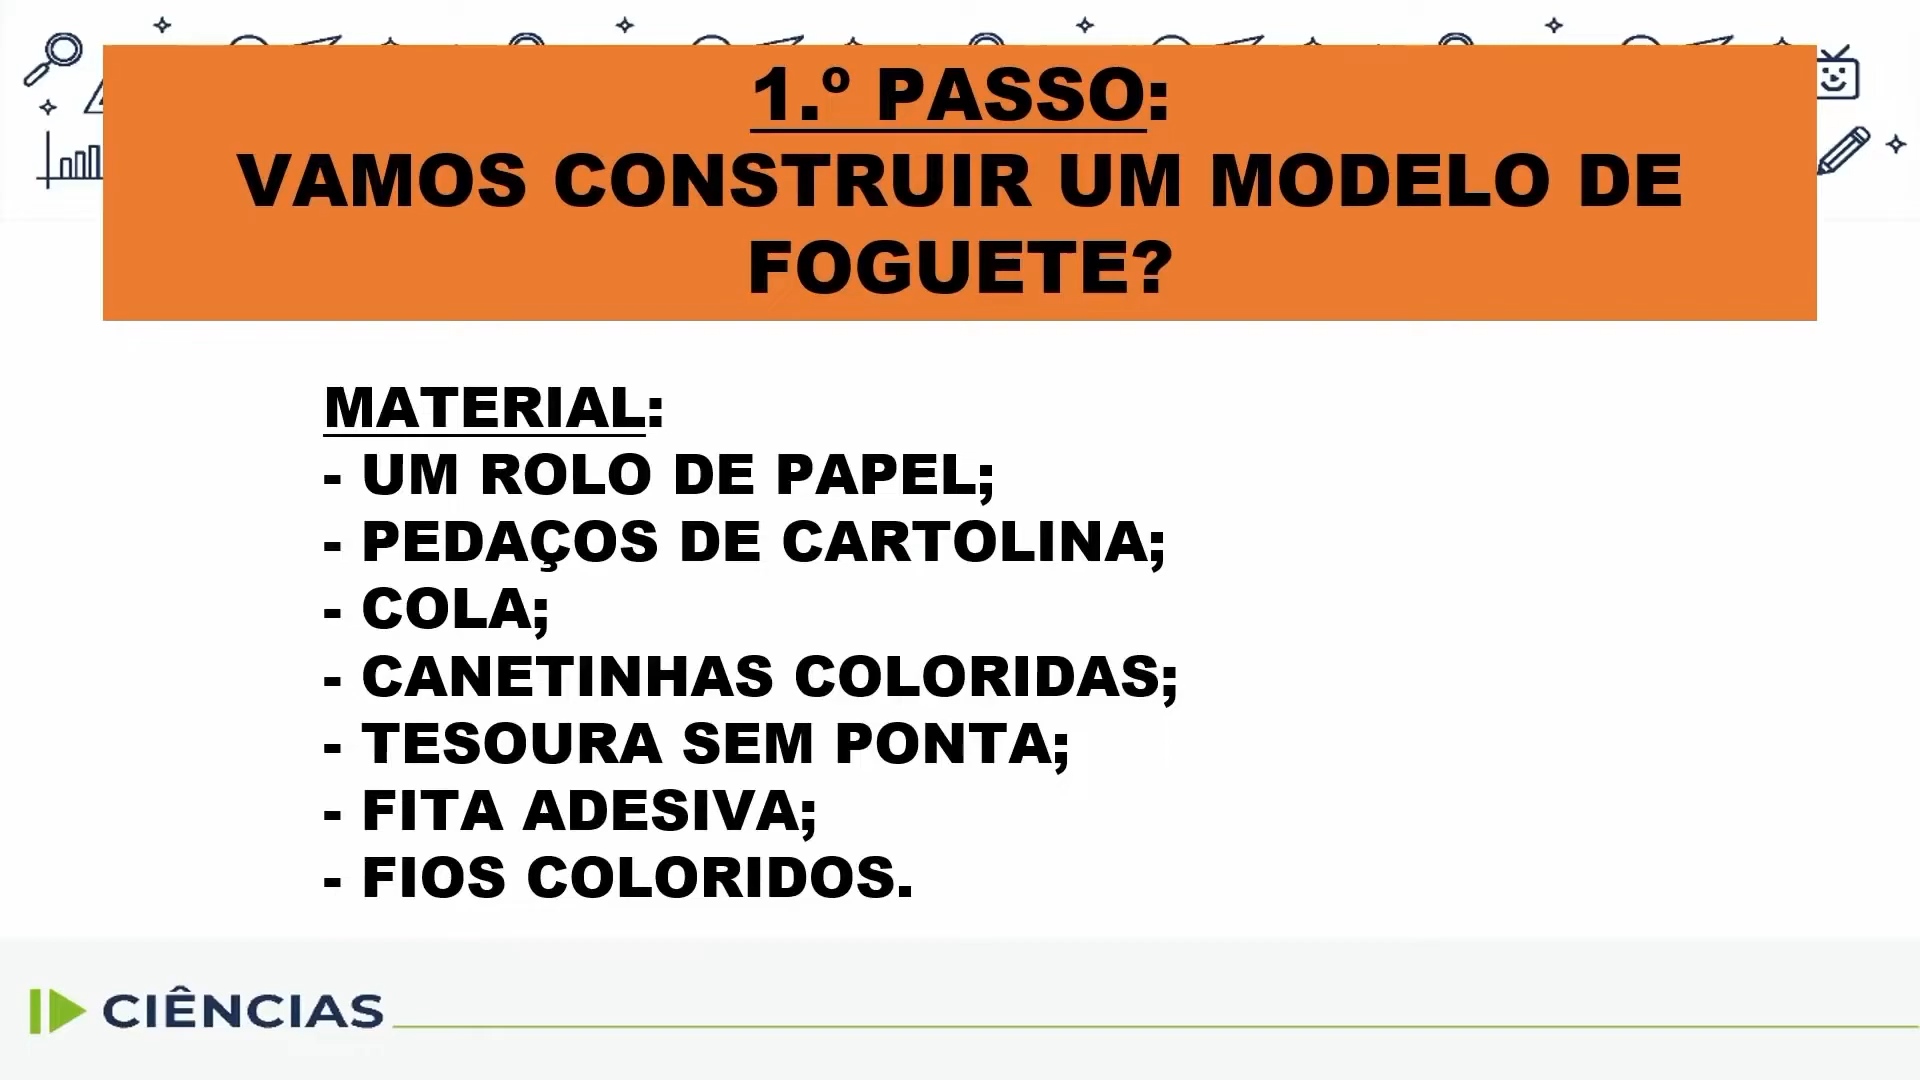 1.º PASSO:
VAMOS CONSTRUIR UM MODELO DE
FOGUETE?
MATERIAL:
- UM ROLO DE PAPEL;
- PEDAÇOS DE CARTOLINA;
- COLA;
- CANETINHAS COLORIDAS;
- TESOURA SEM PONTA;
- FITA ADESIVA;
- FIOS COLORIDOS.
CIÊNCIAS